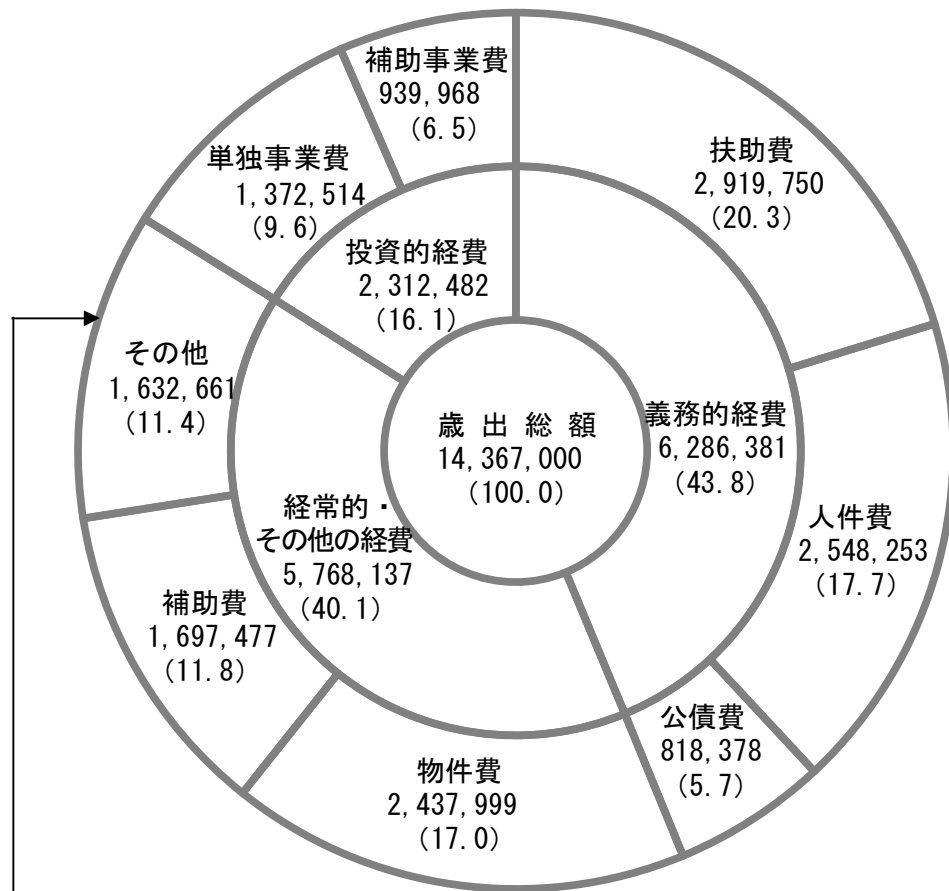 補助事業費
939,968
(6.5)
扶助費
2,919,750
(20.3)
単独事業費
1,372,514
(9.6)
投資的経費
2,312,482
(16.1)
その他
1,632,661
(11.4)
歳出総額
14,367,000
(100.0)
義務的経費
6,286,381
(43.8)
経常的・
その他の経費
5,768,137
(40.1)
人件費
2,548,253
(17.7)
補助費
1,697,477
(11.8)
公債費
818,378
(5.7)
物件費
2,437,999
(17.0)